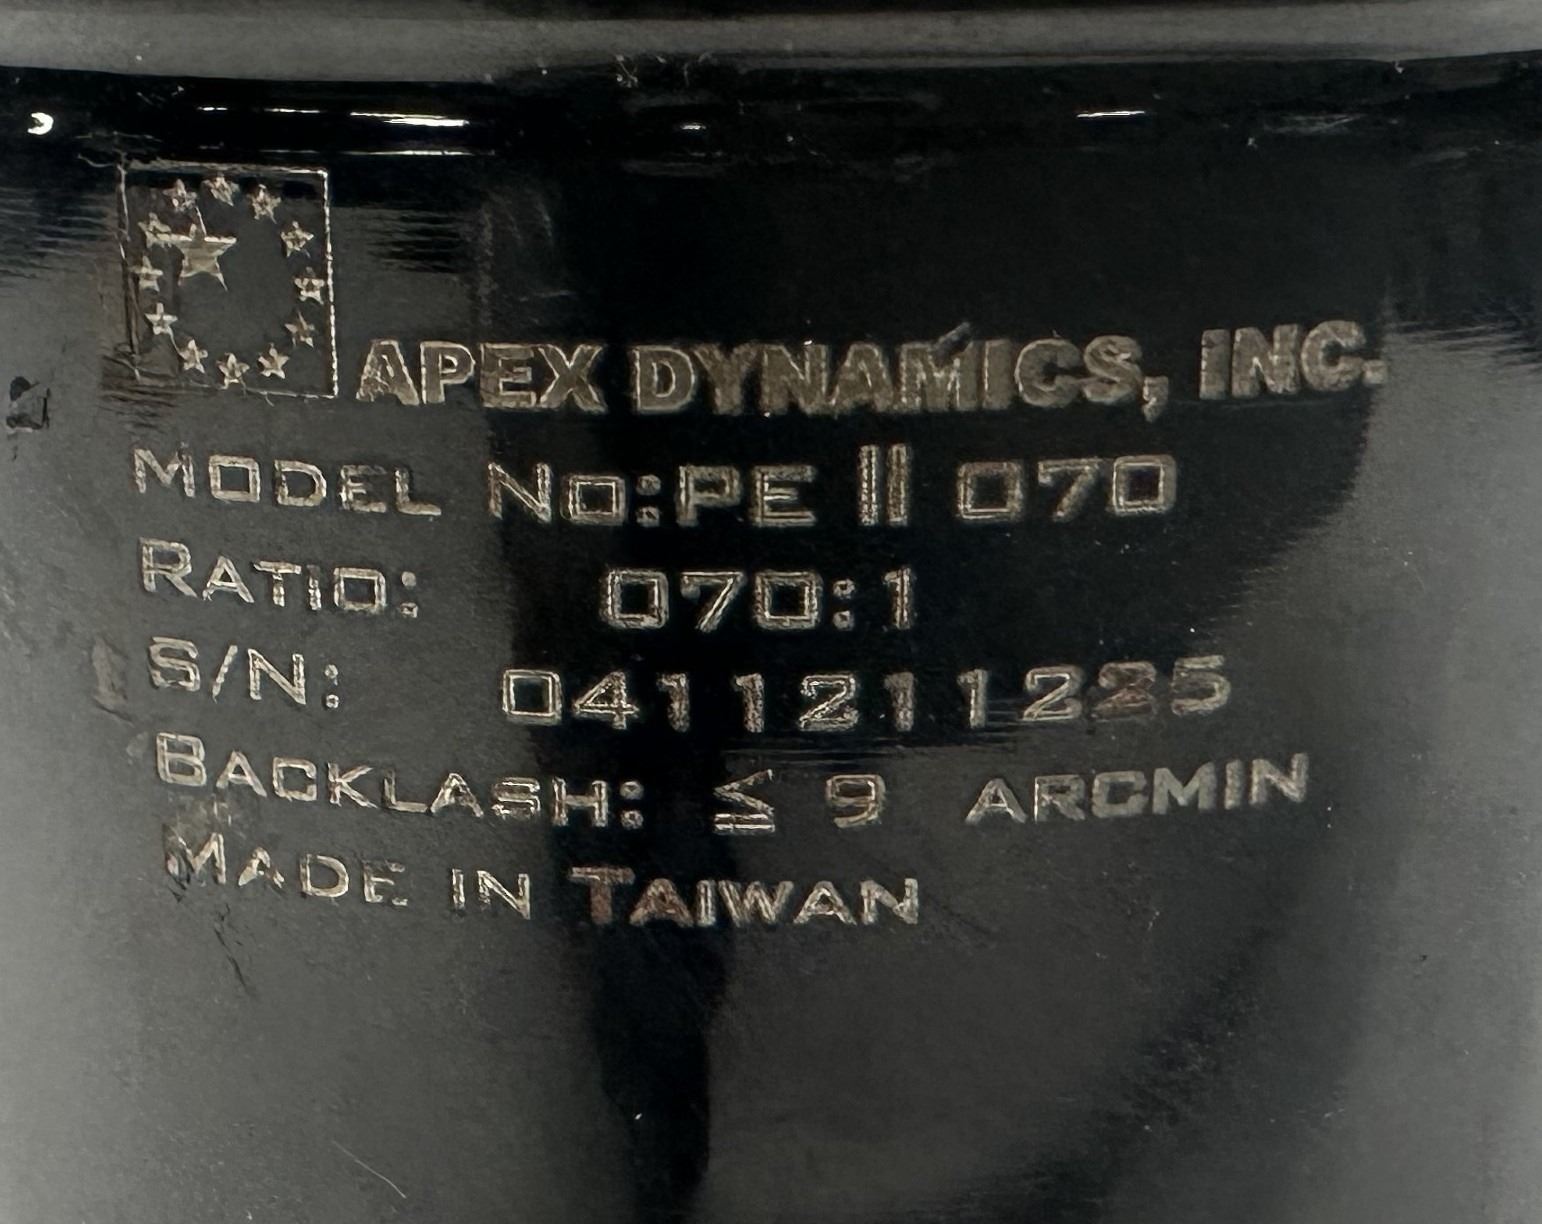 APEX DYNAMICS, INC.
MODEL No:PE II 070
RATIO: 070:1
S/N: 0411211225
BACKLASH: ≤ 9 ARCMIN
MADE IN TAIWAN